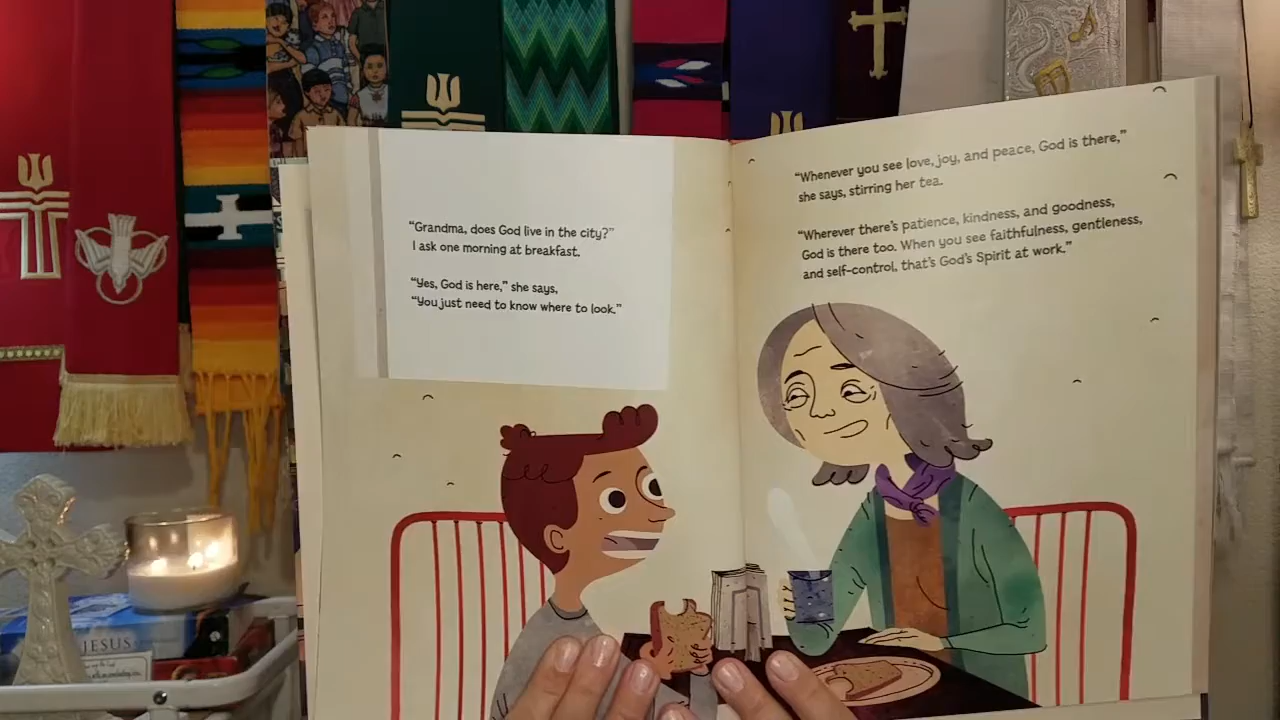 “Grandma, does God live in the city?”
I ask one morning at breakfast.
“Yes, God is here,” she says,
“You just need to know where to look.”
“Whenever you see love, joy, and peace, God is there,”
she says, stirring her tea.
“Wherever there’s patience, kindness, and goodness,
God is there too. When you see faithfulness, gentleness,
and self-control, that’s God’s Spirit at work.”
JESUS